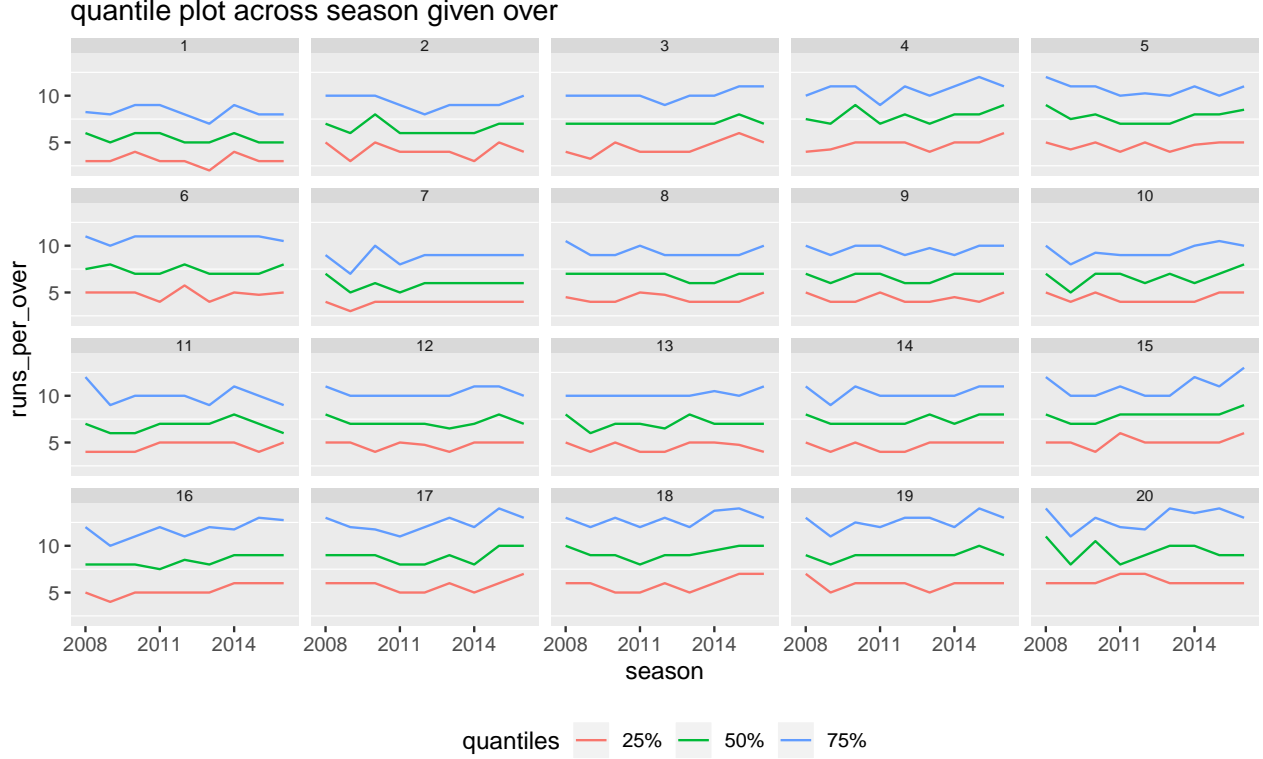 quantile plot across season given over
1 2 3 4 5
10
5
6 7 8 9 10
10
5
runs_per_over
11 12 13 14 15
10
5
16 17 18 19 20
10
5
2008 2011 2014 2008 2011 2014 2008 2011 2014 2008 2011 2014 2008 2011 2014
season
quantiles 25% 50% 75%